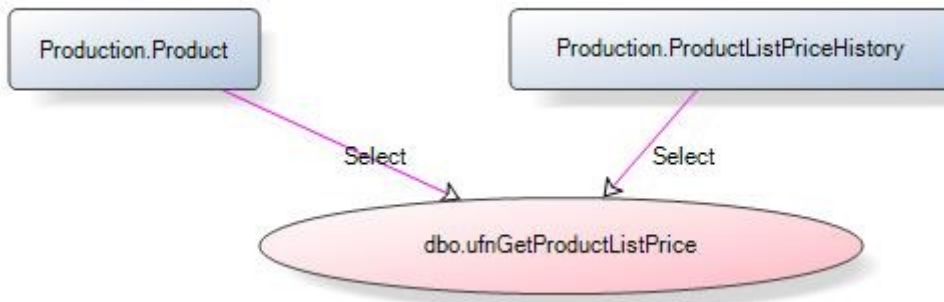 Production.Product
Production.ProductListPriceHistory
Select
Select
dbo.ufnGetProductListPrice